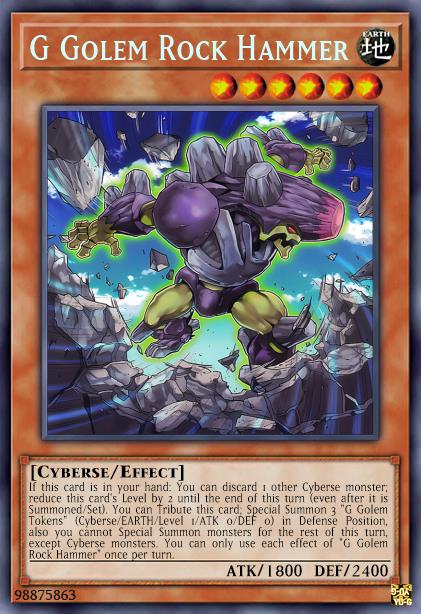 G Golem Rock Hammer
EARTH
地
[Cyberse/Effect]
If this card is in your hand: You can discard 1 other Cyberse monster;
reduce this card's Level by 2 until the end of this turn (even after it is
Summoned/Set). You can Tribute this card; Special Summon 3 "G Golem
Tokens" (Cyberse/EARTH/Level 1/ATK 0/DEF 0) in Defense Position,
also you cannot Special Summon monsters for the rest of this turn,
except Cyberse monsters. You can only use each effect of "G Golem
Rock Hammer" once per turn.
ATK/1800 DEF/2400
98875863